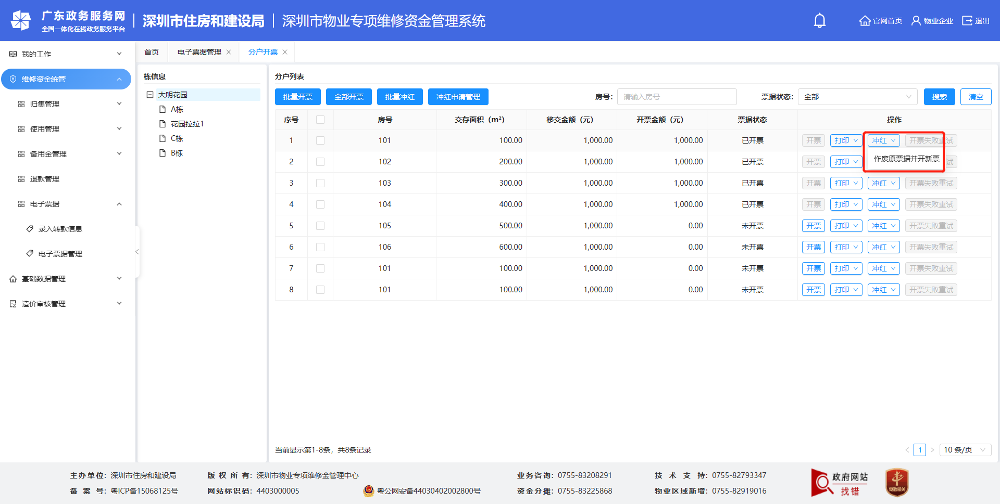 广东政务服务网
全国一体化在线政务服务平台
深圳市住房和建设局
深圳市物业专项维修资金管理系统
官网首页
物业企业
退出
我的工作
维修资金统管
归集管理
使用管理
备用金管理
退款管理
电子票据
录入转款信息
电子票据管理
基础数据管理
造价审核管理
首页
电子票据管理
分户开票
栋信息
大明花园
A栋
花园拉拉1
C栋
B栋
分户列表
批量开票 全部开票 批量冲红 冲红申请管理 房号: 请输入房号 票据状态: 全部 搜索 清空
序号 房号 交存面积（m²） 移交金额（元） 开票金额（元） 票据状态 操作
1 101 100.00 1,000.00 1,000.00 已开票 开票 打印 冲红 开票失败重试
作废原票据并开新票
2 102 200.00 1,000.00 1,000.00 已开票 开票 打印 试
3 103 300.00 1,000.00 1,000.00 已开票 开票 打印 冲红 开票失败重试
4 104 400.00 1,000.00 1,000.00 已开票 开票 打印 冲红 开票失败重试
5 105 500.00 1,000.00 0.00 未开票 开票 打印 冲红 开票失败重试
6 106 600.00 1,000.00 0.00 未开票 开票 打印 冲红 开票失败重试
7 101 100.00 1,000.00 0.00 未开票 开票 打印 冲红 开票失败重试
8 101 100.00 1,000.00 0.00 未开票 开票 打印 冲红 开票失败重试
当前显示第1-8条，共8条记录
1
10 条/页
主办单位：深圳市住房和建设局 版权所有：深圳市物业专项维修金管理中心 业务咨询：0755-83208291 技术支持：0755-82793347
备案号：粤ICP备15068125号 网站标识码：4403000005 粤公网安备44030402002800号 资金分摊：0755-83225868 物业区域新增：0755-82919016
政府网站
找错
党政机关